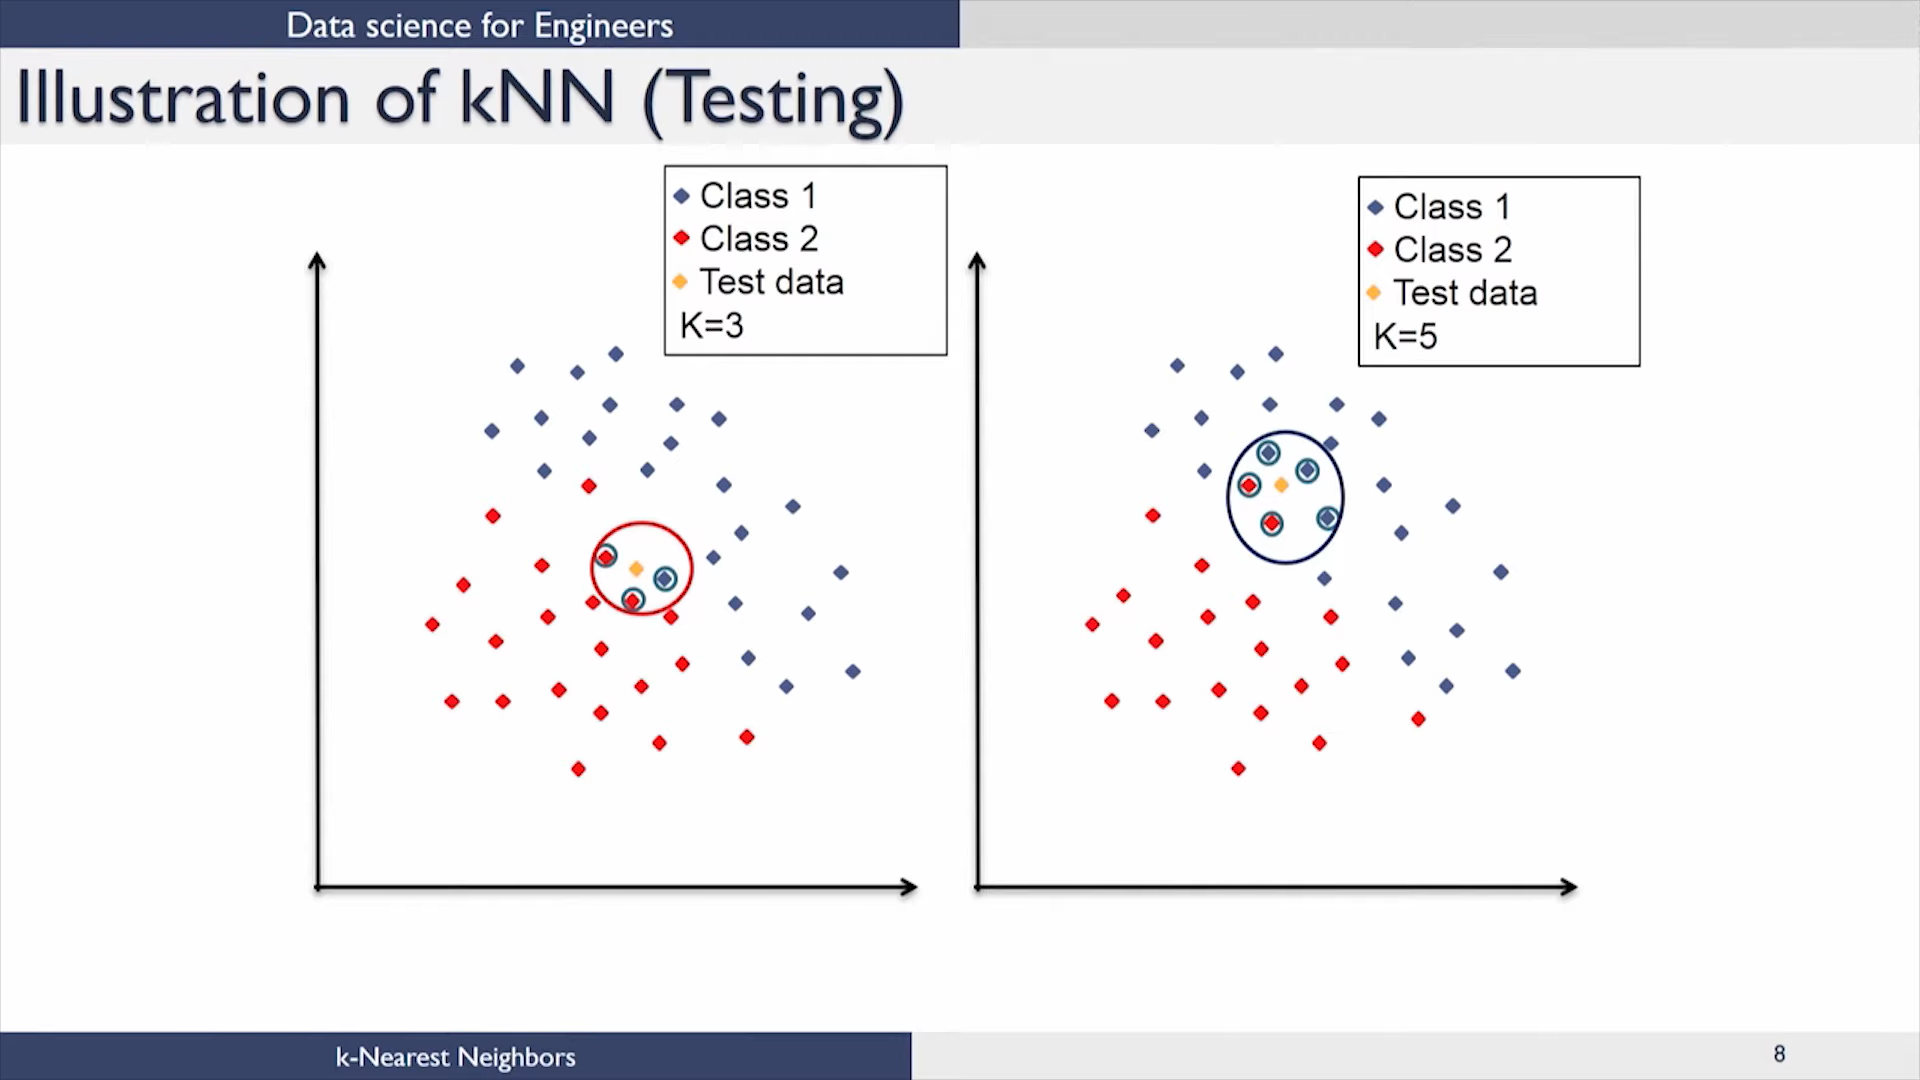 Data science for Engineers
Illustration of kNN (Testing)
Class 1
Class 2
Test data
K=3
Class 1
Class 2
Test data
K=5
k-Nearest Neighbors
8